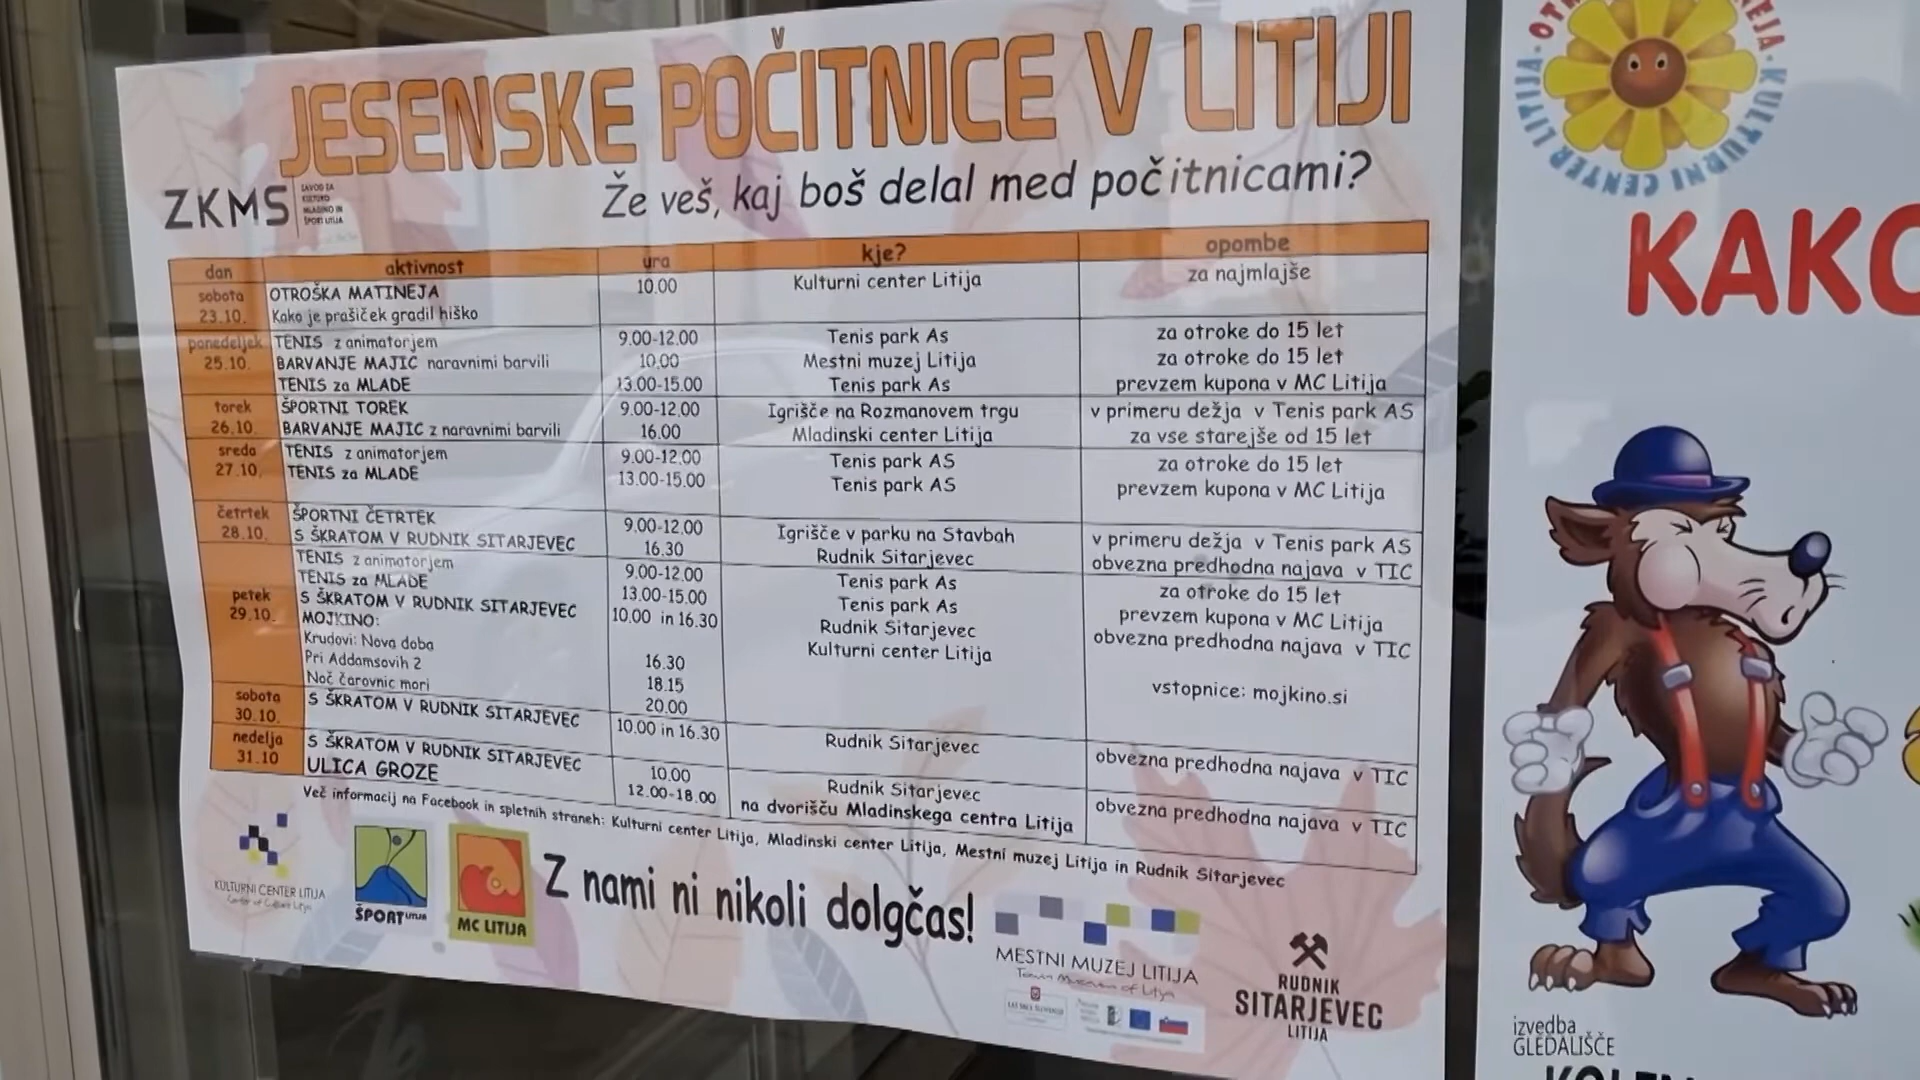 JESENSKE POČITNICE V LITIJI
ZKMS ZAVOD ZA KULTURO MLADINO IN ŠPORT LITIJA
Že veš, kaj boš delal med počitnicami?
dan aktivnost ura kje? opombe
sobota OTROŠKA MATINEJA 10.00 Kulturni center Litija za najmlajše
23.10. Kako je prašiček gradil hiško
ponedeljek TENIS z animatorjem 9.00-12.00 Tenis park As za otroke do 15 let
25.10. BARVANJE MAJIC naravnimi barvili 10.00 Mestni muzej Litija za otroke do 15 let
TENIS za MLADE 13.00-15.00 Tenis park As prevzem kupona v MC Litija
torek ŠPORTNI TOREK 9.00-12.00 Igrišče na Rozmanovem trgu v primeru dežja v Tenis park AS
26.10. BARVANJE MAJIC z naravnimi barvili 16.00 Mladinski center Litija za vse starejše od 15 let
sreda TENIS z animatorjem 9.00-12.00 Tenis park AS za otroke do 15 let
27.10. TENIS za MLADE 13.00-15.00 Tenis park AS prevzem kupona v MC Litija
četrtek ŠPORTNI ČETRTEK 9.00-12.00 Igrišče v parku na Stavbah v primeru dežja v Tenis park AS
28.10. S ŠKRATOM V RUDNIK SITARJEVEC 16.30 Rudnik Sitarjevec obvezna predhodna najava v TIC
TENIS z animatorjem 9.00-12.00 Tenis park As za otroke do 15 let
TENIS za MLADE 13.00-15.00 Tenis park As prevzem kupona v MC Litija
petek S ŠKRATOM V RUDNIK SITARJEVEC 10.00 in 16.30 Rudnik Sitarjevec obvezna predhodna najava v TIC
29.10. MOJKINO: Kulturni center Litija
Krudovi: Nova doba 16.30
Pri Addamsovih 2 18.15 vstopnice: mojkino.si
Noč čarovnic mori 20.00
sobota S ŠKRATOM V RUDNIK SITARJEVEC 10.00 in 16.30 Rudnik Sitarjevec obvezna predhodna najava v TIC
30.10.
nedelja S ŠKRATOM V RUDNIK SITARJEVEC 10.00 Rudnik Sitarjevec obvezna predhodna najava v TIC
31.10 ULICA GROZE 12.00-18.00 na dvorišču Mladinskega centra Litija
Več informacij na Facebook in spletnih straneh: Kulturni center Litija, Mladinski center Litija, Mestni muzej Litija in Rudnik Sitarjevec
KULTURNI CENTER LITIJA
Center of Culture Litija
ŠPORT LITIJA
MC LITIJA
Z nami ni nikoli dolgčas!
MESTNI MUZEJ LITIJA
Town Museum of Litija
RUDNIK
SITARJEVEC
LITIJA
KULTURNI CENTER LITIJA
KAKO
izvedba
GLEDALIŠČE